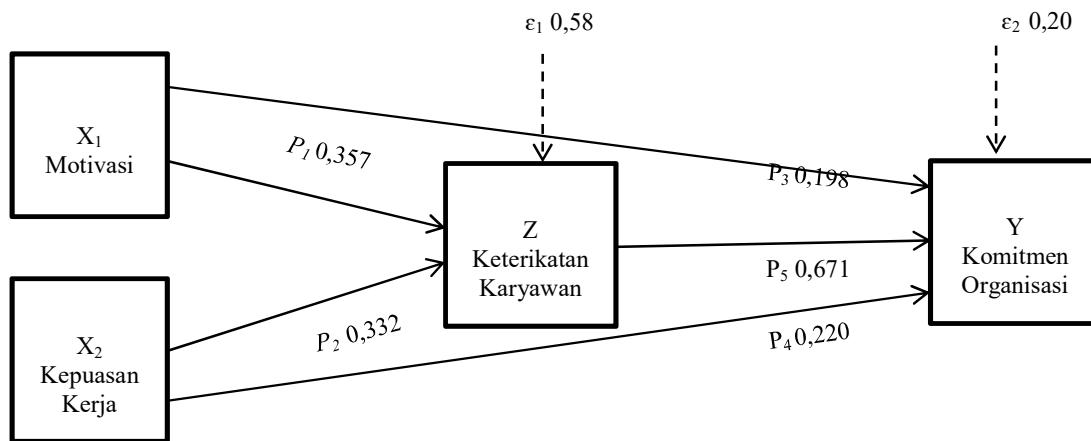 ε₁ 0,58
ε₂ 0,20
X₁
Motivasi
P₁ 0,357
P₃ 0,198
Z
Keterikatan
Karyawan
Y
Komitmen
Organisasi
P₅ 0,671
X₂
Kepuasan
Kerja
P₂ 0,332
P₄ 0,220